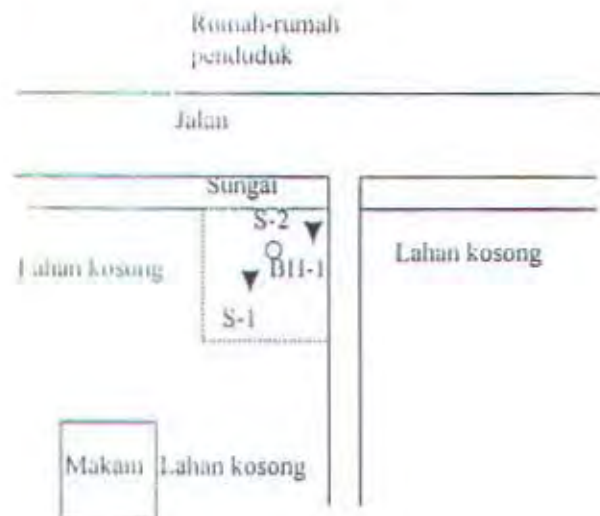 Rumah-rumah
penduduk
Jalan
Sungai
S-2
Lahan kosong
BH-1
Lahan kosong
S-1
Makam
Lahan kosong